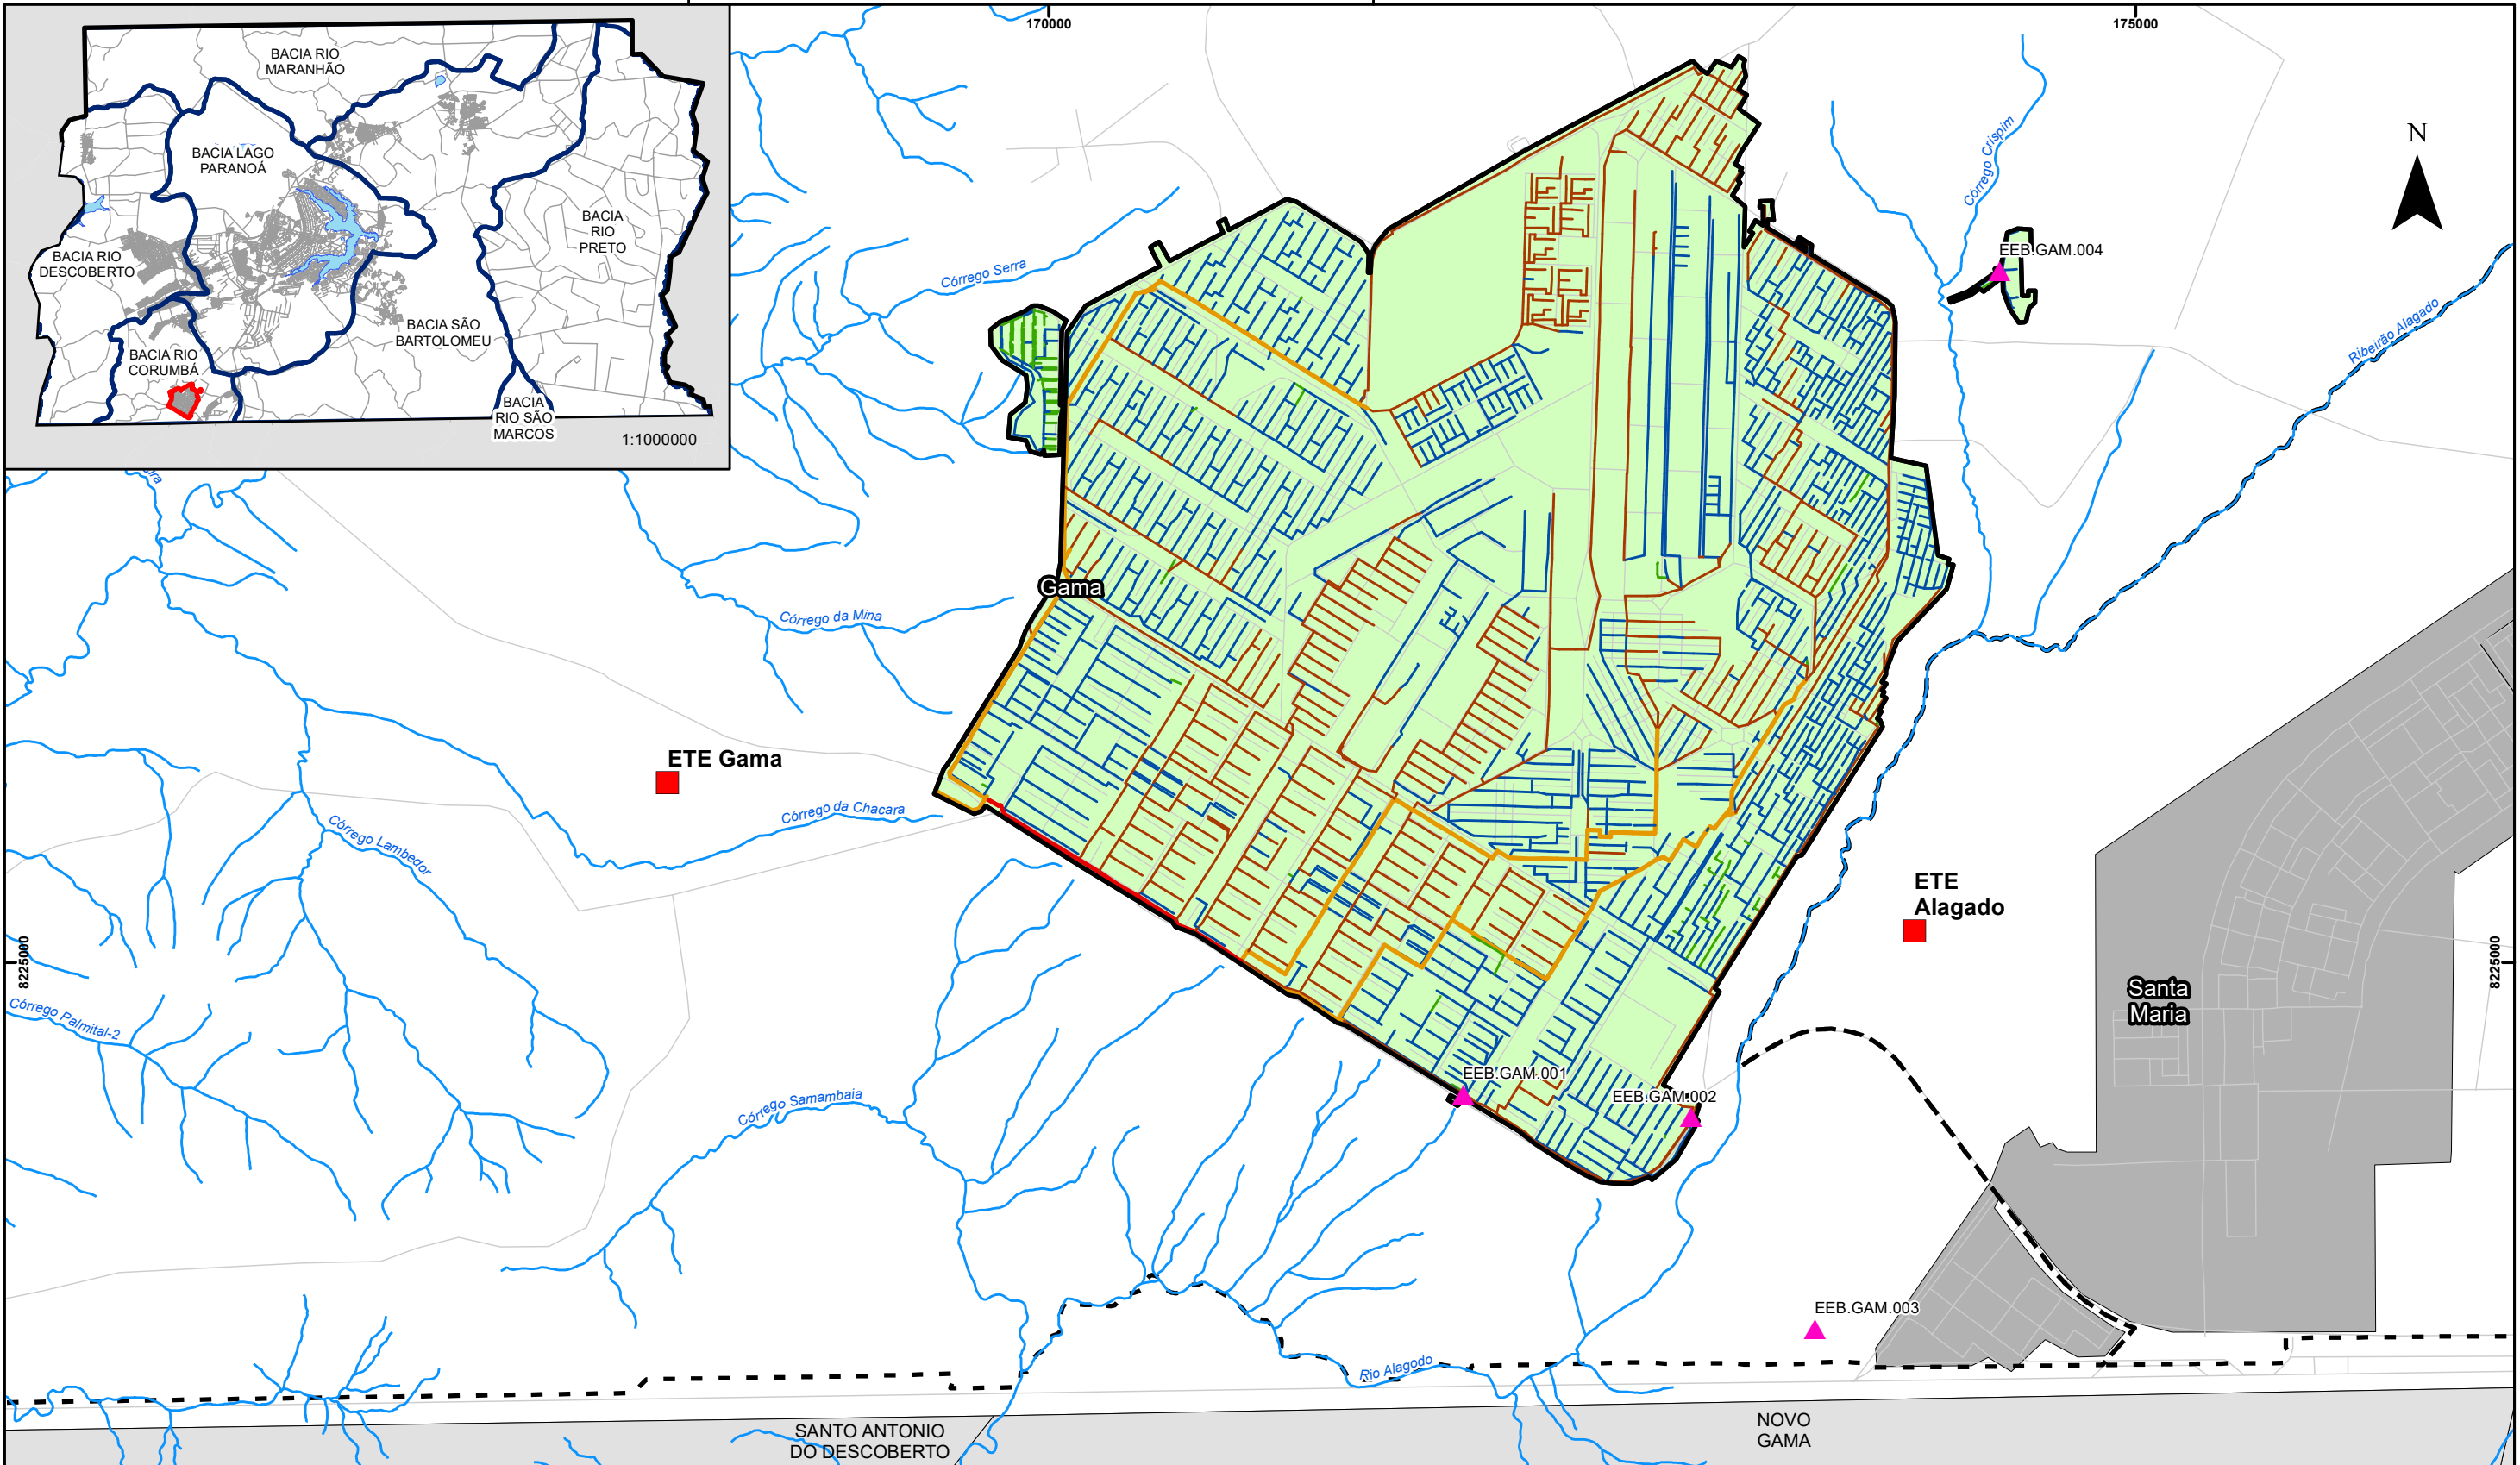 170000
175000
BACIA RIO
MARANHÃO
BACIA LAGO
PARANOÁ
BACIA
RIO
PRETO
BACIA RIO
DESCOBERTO
BACIA SÃO
BARTOLOMEU
BACIA RIO
CORUMBÁ
BACIA
RIO SÃO
MARCOS
1:1000000
N
Córrego Crispim
EEB.GAM.004
Córrego Serra
Ribeirão Alagado
Gama
Córrego da Mina
ETE Gama
Córrego da Chacara
Córrego Lambedor
ETE
Alagado
8225000
8225000
Santa
Maria
Córrego Palmital-2
EEB.GAM.001
EEB.GAM.002
Córrego Samambaia
EEB.GAM.003
Rio Alagodo
SANTO ANTONIO
DO DESCOBERTO
NOVO
GAMA